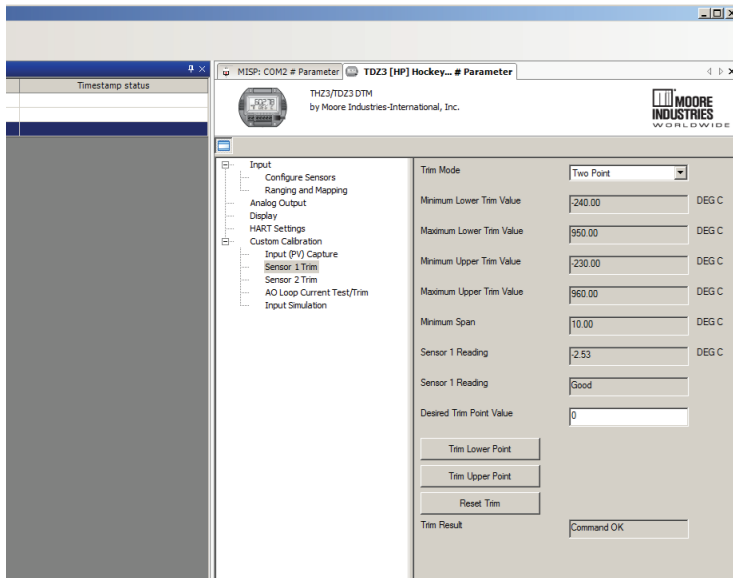 MISP: COM2 # Parameter
TDZ3 [HP] Hockey... # Parameter
Timestamp status
THZ3/TDZ3 DTM
by Moore Industries-International, Inc.
MOORE
INDUSTRIES
WORLDWIDE
Input
Configure Sensors
Ranging and Mapping
Analog Output
Display
HART Settings
Custom Calibration
Input (PV) Capture
Sensor 1 Trim
Sensor 2 Trim
AO Loop Current Test/Trim
Input Simulation
Trim Mode Two Point
Minimum Lower Trim Value -240.00 DEG C
Maximum Lower Trim Value 950.00 DEG C
Minimum Upper Trim Value -230.00 DEG C
Maximum Upper Trim Value 960.00 DEG C
Minimum Span 10.00 DEG C
Sensor 1 Reading -2.53 DEG C
Sensor 1 Reading Good
Desired Trim Point Value 0
Trim Lower Point
Trim Upper Point
Reset Trim
Trim Result Command OK